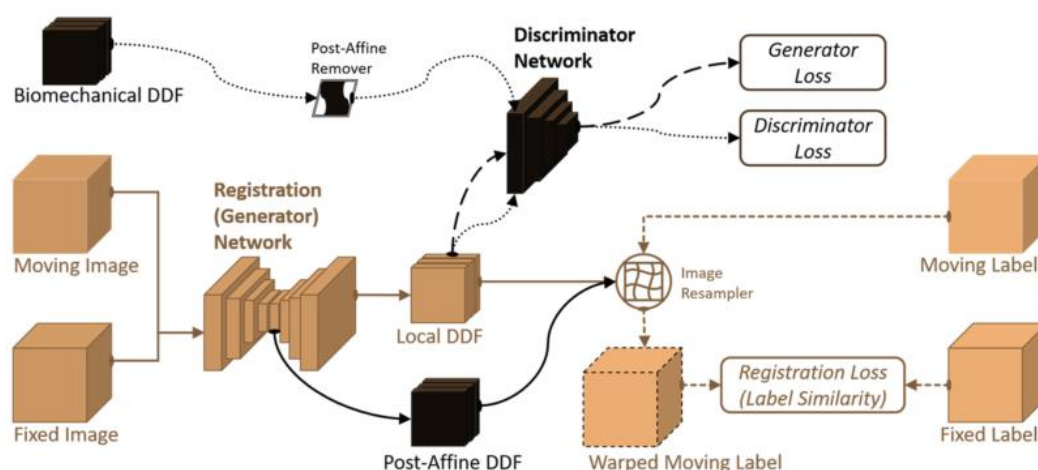 Biomechanical DDF
Post-Affine
Remover
Discriminator
Network
Generator
Loss
Discriminator
Loss
Moving Image
Registration
(Generator)
Network
Local DDF
Image
Resampler
Moving Label
Fixed Image
Post-Affine DDF
Warped Moving Label
Registration Loss
(Label Similarity)
Fixed Label